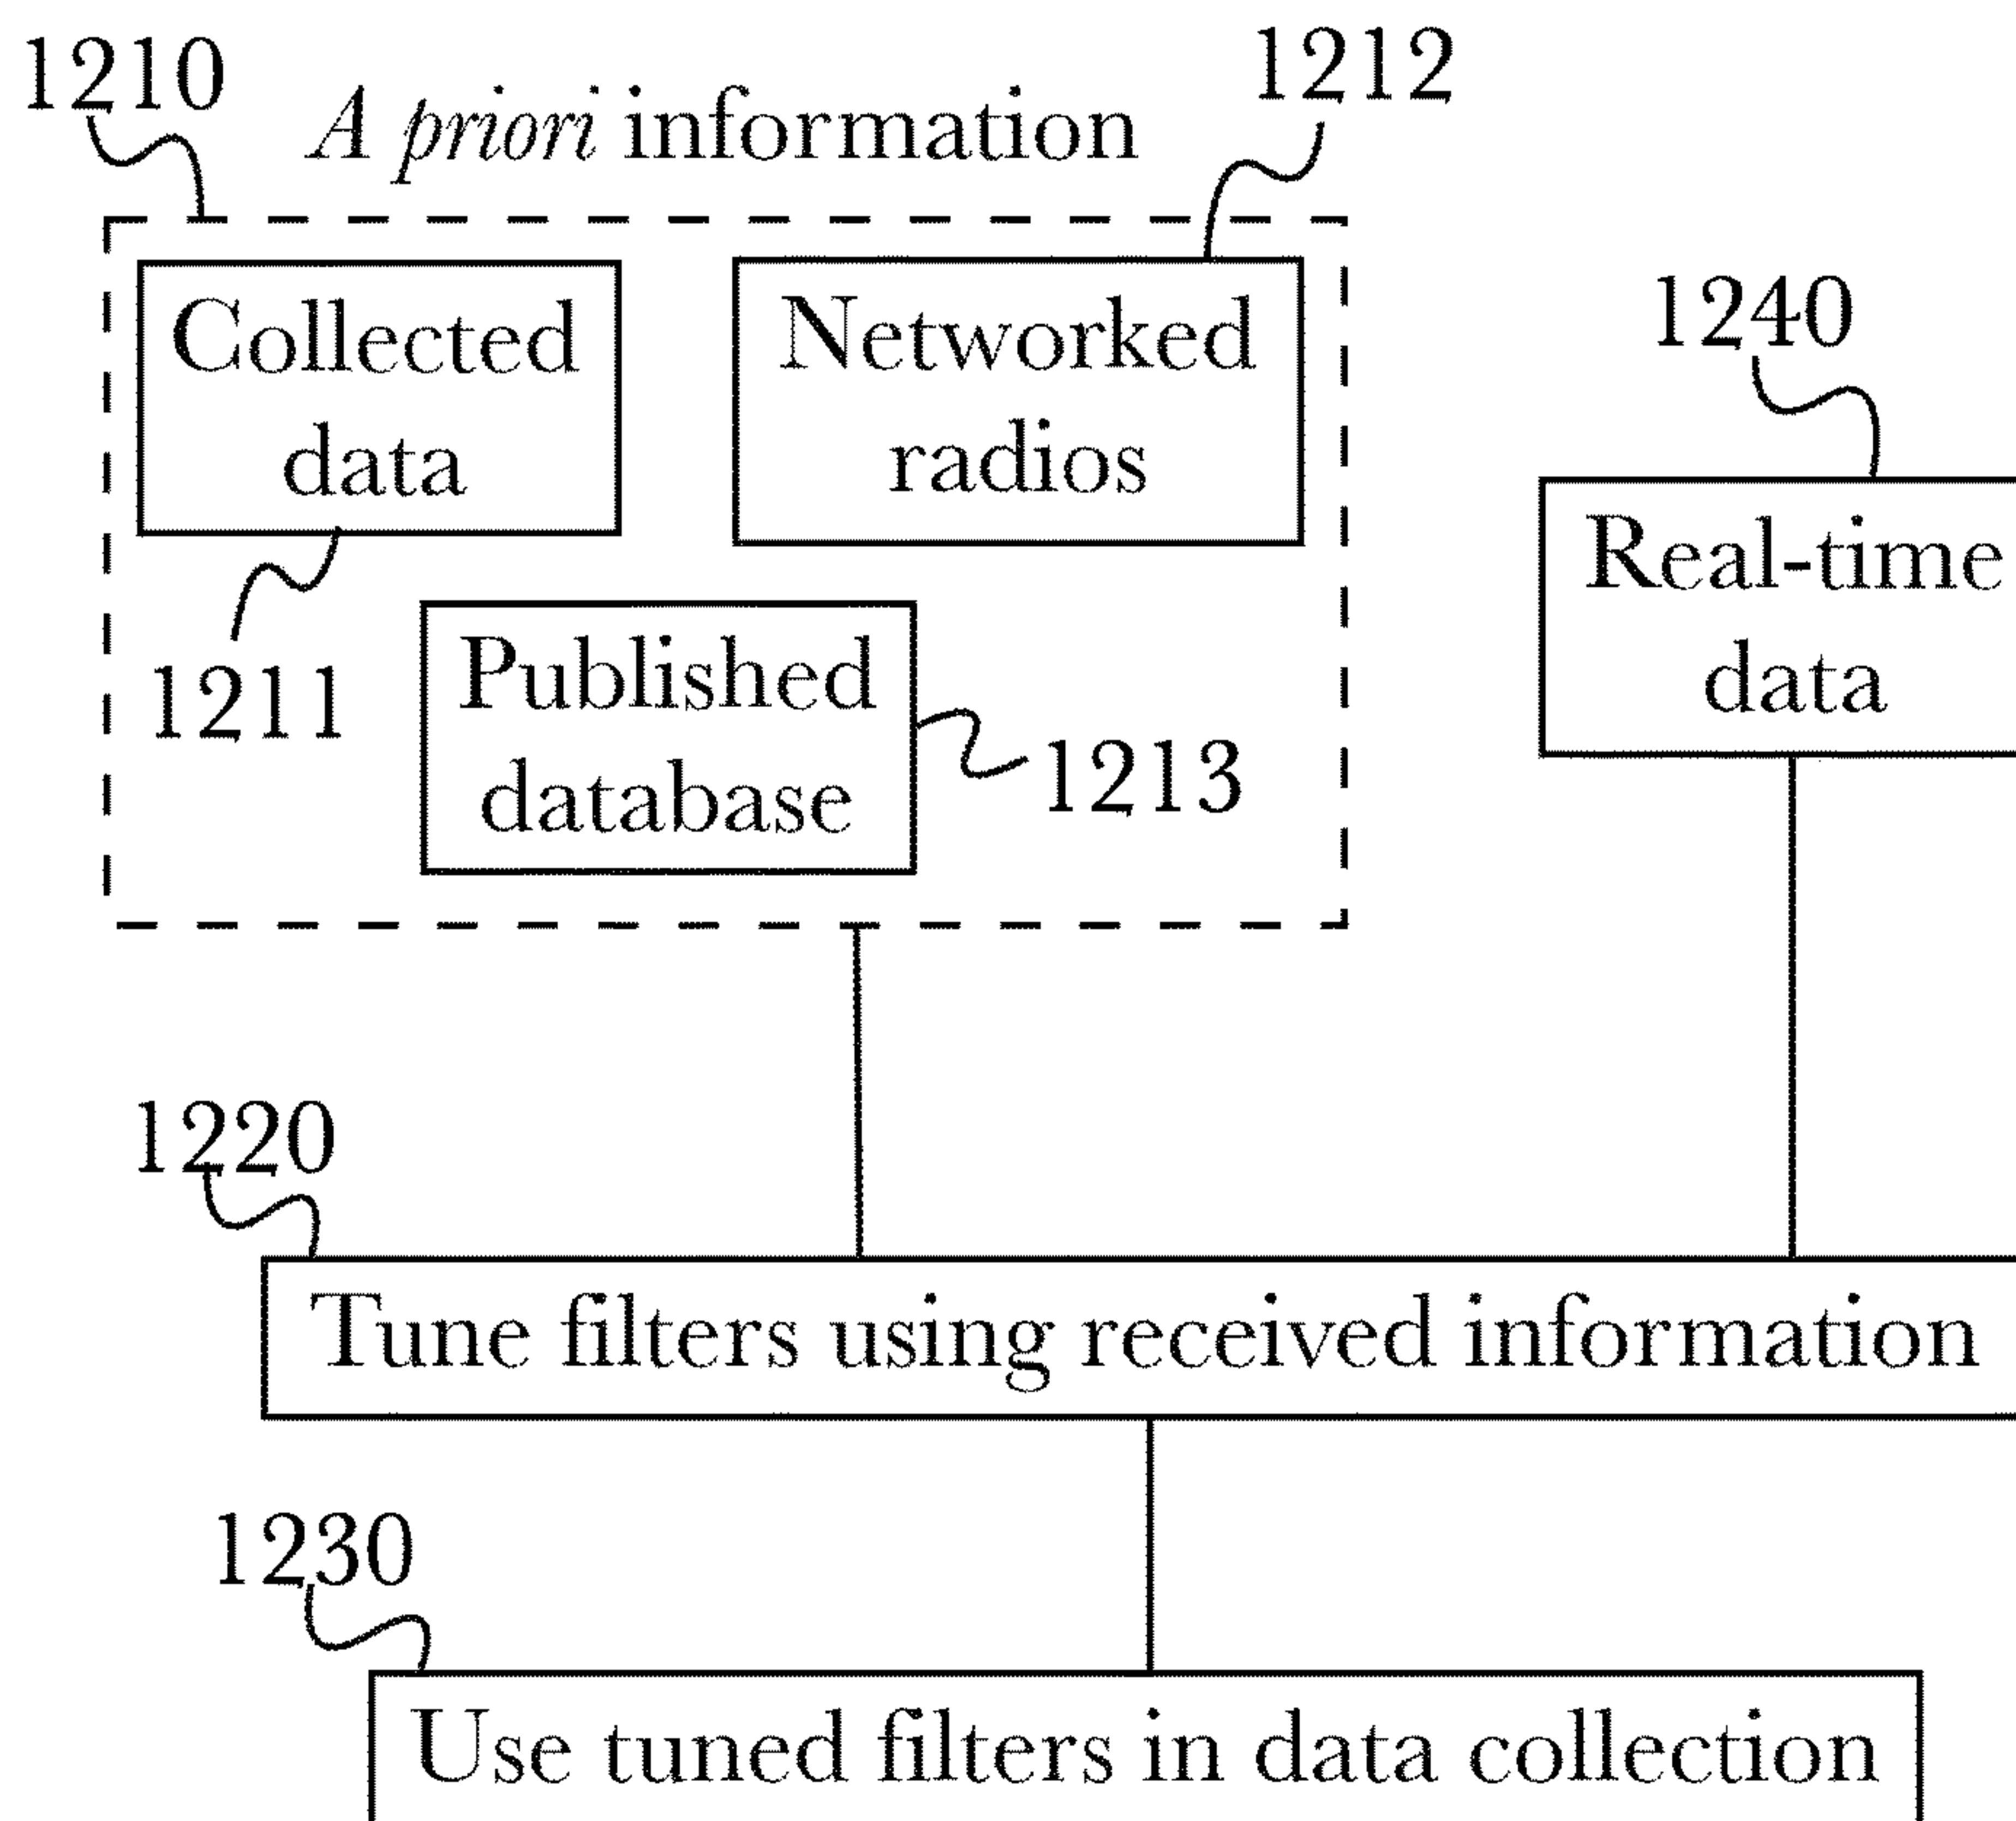 1210
A priori information
1212
Collected
data
Networked
radios
1240
Real-time
data
1211
Published
database
1213
1220
Tune filters using received information
1230
Use tuned filters in data collection